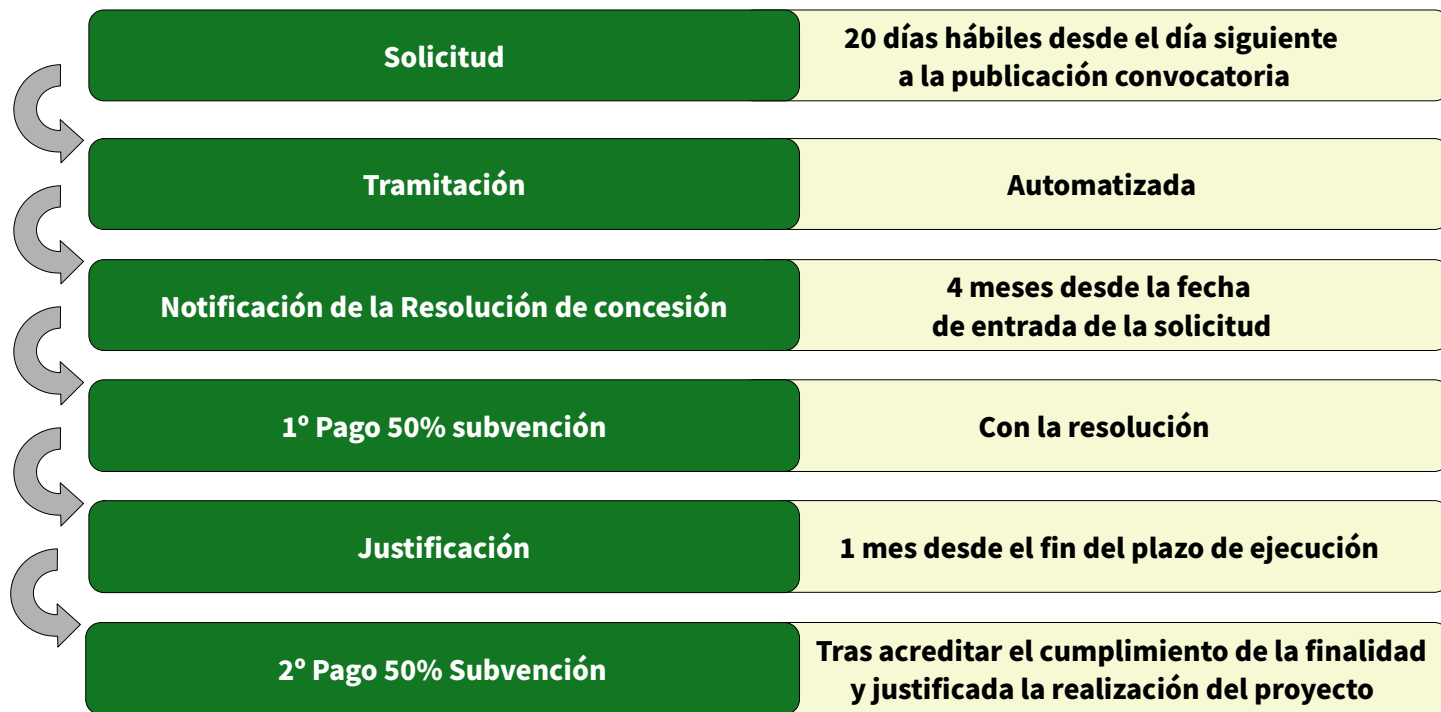 Solicitud
20 días hábiles desde el día siguiente
a la publicación convocatoria
Tramitación
Automatizada
Notificación de la Resolución de concesión
4 meses desde la fecha
de entrada de la solicitud
1º Pago 50% subvención
Con la resolución
Justificación
1 mes desde el fin del plazo de ejecución
2º Pago 50% Subvención
Tras acreditar el cumplimiento de la finalidad
y justificada la realización del proyecto